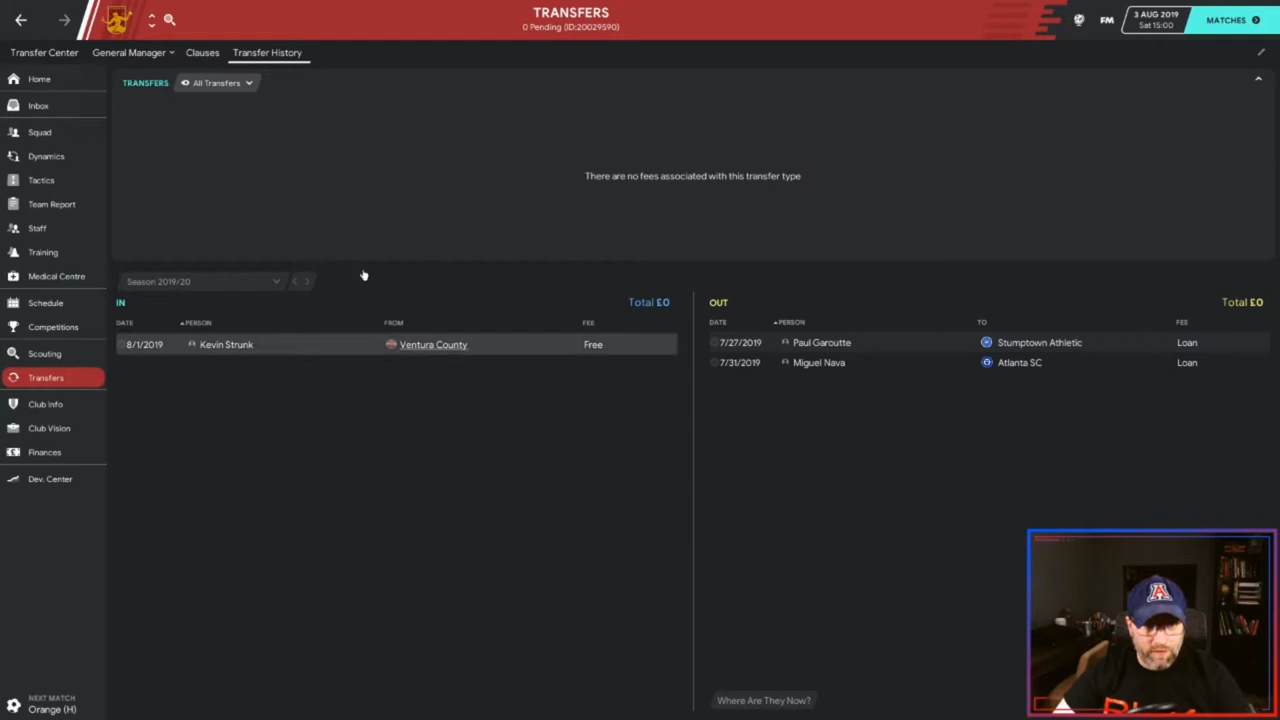 TRANSFERS
0 Pending (ID:20029590)
FM
3 AUG 2019
Sat 15:00
MATCHES
Transfer Center
General Manager
Clauses
Transfer History
Home
Inbox
Squad
Dynamics
Tactics
Team Report
Staff
Training
Medical Centre
Schedule
Competitions
Scouting
Transfers
Club Info
Club Vision
Finances
Dev. Center
NEXT MATCH
Orange (H)
TRANSFERS All Transfers
There are no fees associated with this transfer type
Season 2019/20
IN Total £0
DATE PERSON FROM FEE
8/1/2019 Kevin Strunk Ventura County Free
OUT Total £0
DATE PERSON TO FEE
7/27/2019 Paul Garoutte Stumptown Athletic Loan
7/31/2019 Miguel Nava Atlanta SC Loan
Where Are They Now?
A